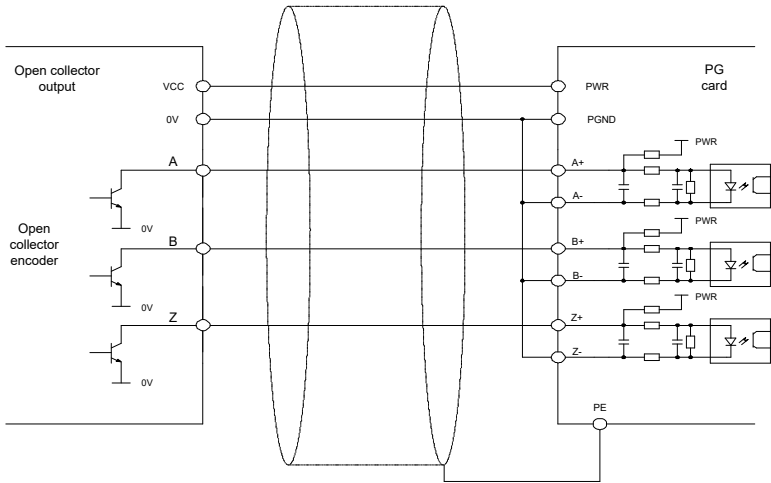 Open collector
output
PG
card
VCC
PWR
0V
PGND
PWR
A
A+
A-
0V
PWR
Open
collector
encoder
B
B+
B-
0V
PWR
Z
Z+
Z-
0V
PE